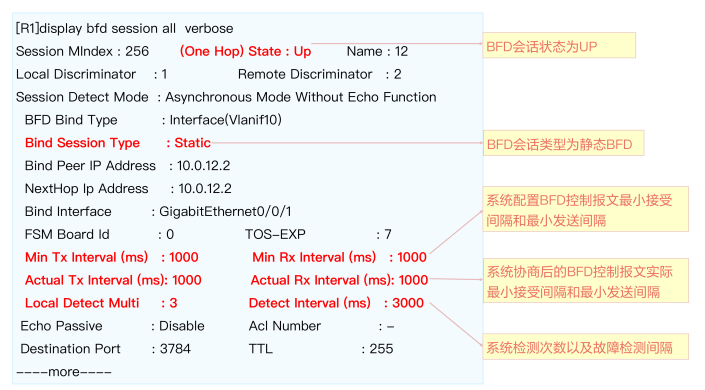 [R1]display bfd session all verbose
Session MIndex : 256 (One Hop) State : Up Name : 12
BFD会话状态为UP
Local Discriminator : 1 Remote Discriminator : 2
Session Detect Mode : Asynchronous Mode Without Echo Function
BFD Bind Type : Interface(Vlanif10)
Bind Session Type : Static
BFD会话类型为静态BFD
Bind Peer IP Address : 10.0.12.2
NextHop Ip Address : 10.0.12.2
Bind Interface : GigabitEthernet0/0/1
系统配置BFD控制报文最小接受
间隔和最小发送间隔
FSM Board Id : 0 TOS-EXP : 7
Min Tx Interval (ms) : 1000 Min Rx Interval (ms) : 1000
Actual Tx Interval (ms): 1000 Actual Rx Interval (ms): 1000
系统协商后的BFD控制报文实际
最小接受间隔和最小发送间隔
Local Detect Multi : 3 Detect Interval (ms) : 3000
Echo Passive : Disable Acl Number : -
Destination Port : 3784 TTL : 255
系统检测次数以及故障检测间隔
----more----